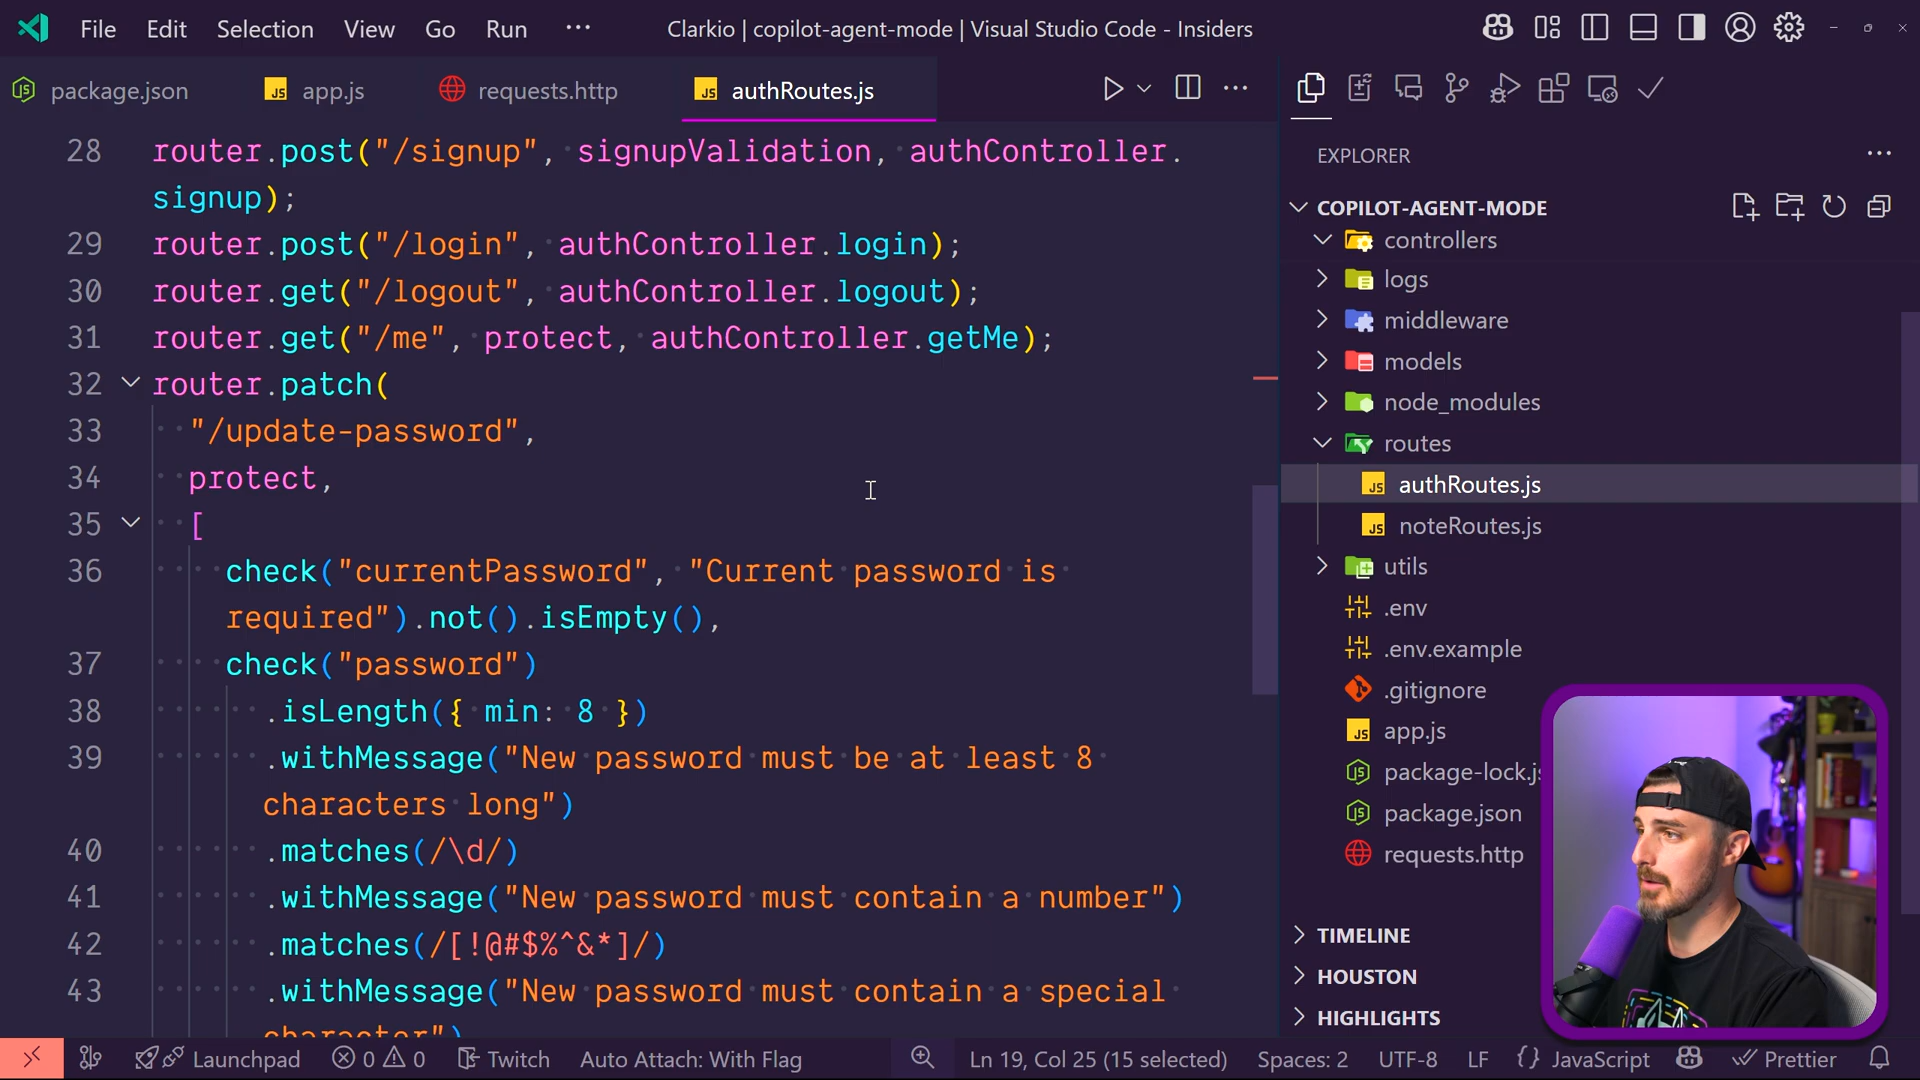 File Edit Selection View Go Run ··· Clarkio | copilot-agent-mode | Visual Studio Code - Insiders
package.json app.js requests.http authRoutes.js
28 router.post("/signup", signupValidation, authController.
signup);
29 router.post("/login", authController.login);
30 router.get("/logout", authController.logout);
31 router.get("/me", protect, authController.getMe);
32 router.patch(
33 "/update-password",
34 protect,
35 [
36 check("currentPassword", "Current password is
required").not().isEmpty(),
37 check("password")
38 .isLength({ min: 8 })
39 .withMessage("New password must be at least 8
characters long")
40 .matches(/\d/)
41 .withMessage("New password must contain a number")
42 .matches(/[!@#$%^&*]/)
43 .withMessage("New password must contain a special
character")
EXPLORER
COPILOT-AGENT-MODE
controllers
logs
middleware
models
node_modules
routes
authRoutes.js
noteRoutes.js
utils
.env
.env.example
.gitignore
app.js
package-lock.js
package.json
requests.http
TIMELINE
HOUSTON
HIGHLIGHTS
Launchpad 0 0 Twitch Auto Attach: With Flag Ln 19, Col 25 (15 selected) Spaces: 2 UTF-8 LF {} JavaScript Prettier